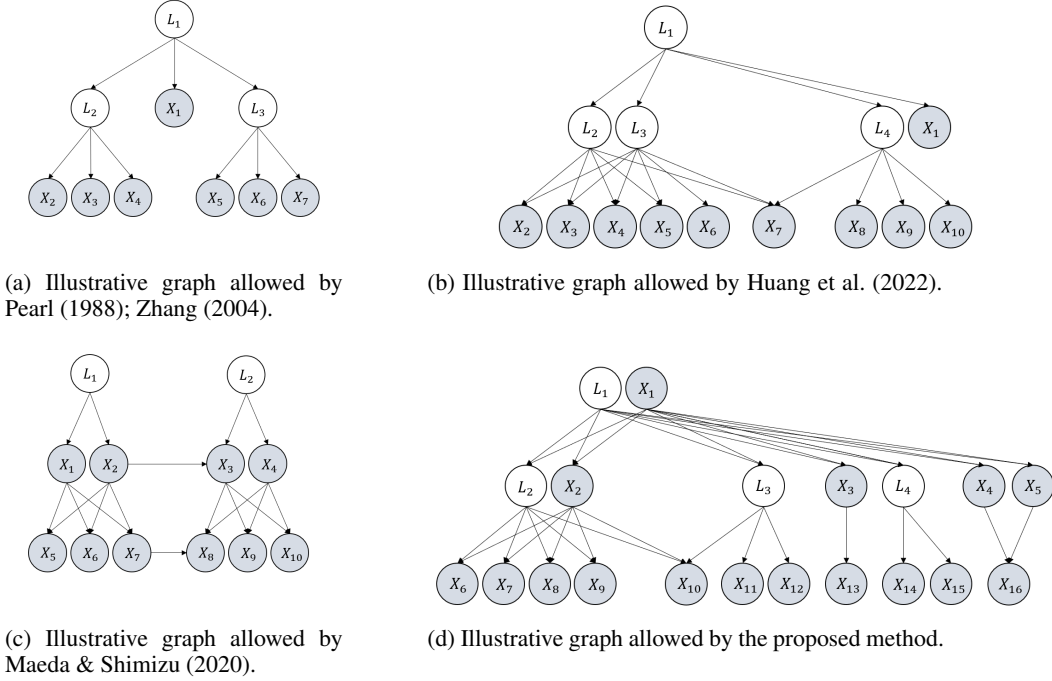 L1
L2 X1 L3
X2 X3 X4 X5 X6 X7
(a) Illustrative graph allowed by
Pearl (1988); Zhang (2004).
L1
L2 L3 L4 X1
X2 X3 X4 X5 X6 X7 X8 X9 X10
(b) Illustrative graph allowed by Huang et al. (2022).
L1 L2
X1 X2 X3 X4
X5 X6 X7 X8 X9 X10
(c) Illustrative graph allowed by
Maeda & Shimizu (2020).
L1 X1
L2 X2 L3 X3 L4 X4 X5
X6 X7 X8 X9 X10 X11 X12 X13 X14 X15 X16
(d) Illustrative graph allowed by the proposed method.